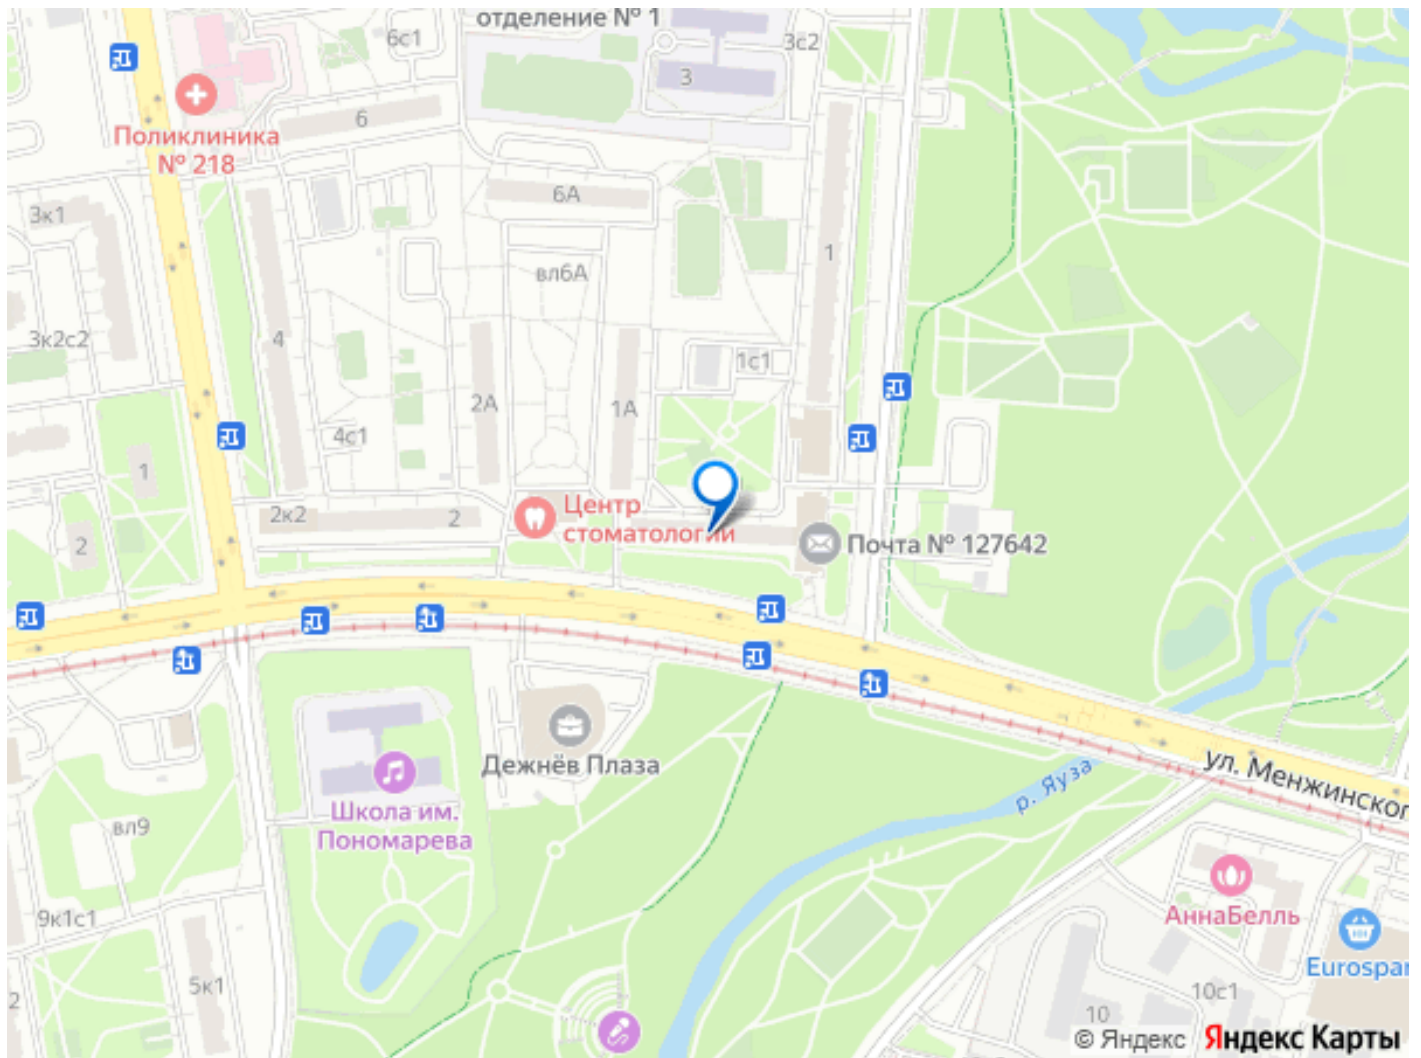 отделение № 1
6с1
3с2
3
Поликлиника
№ 218
6
6А
3к1
1
вл6А
3к2с2
4
1с1
2А
1А
4с1
1
2к2
2
Центр
стоматологии
2
Почта № 127642
Дежнёв Плаза
ул. Менжинског
р. Яуза
Школа им.
Пономарева
вл9
АннаБелль
9к1с1
Eurospar
5к1
2
10с1
10
© Яндекс Яндекс Карты